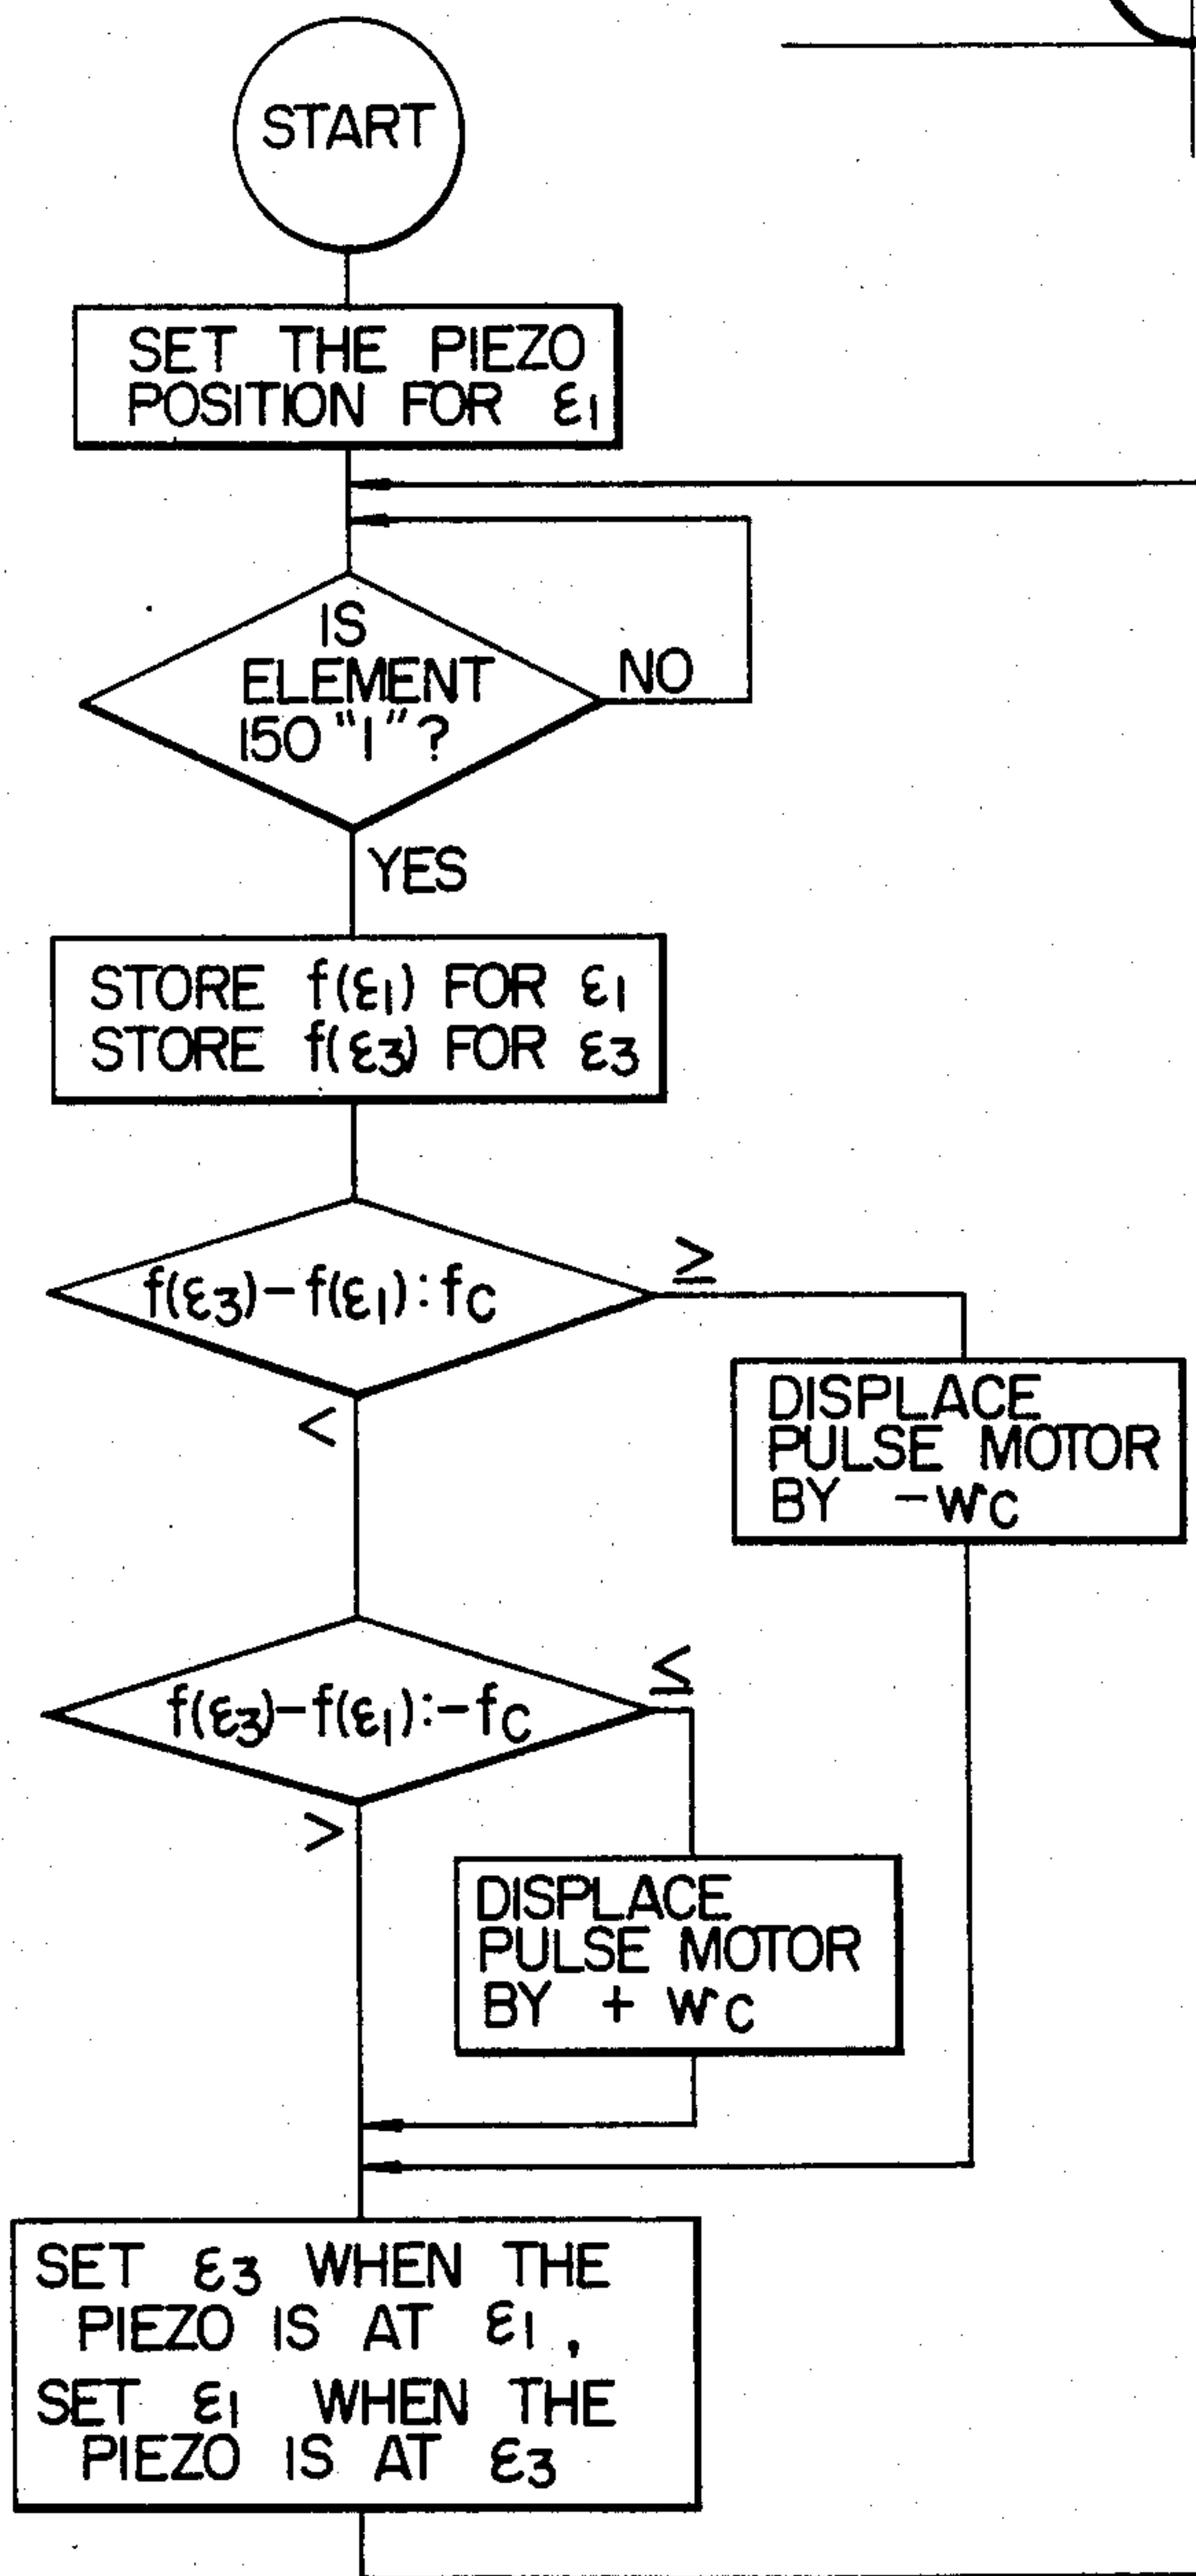 START
SET THE PIEZO
POSITION FOR ε1
IS
ELEMENT
150 "1"?
NO
YES
STORE f(ε1) FOR ε1
STORE f(ε3) FOR ε3
f(ε3)-f(ε1):fC
≥
<
DISPLACE
PULSE MOTOR
BY -WC
f(ε3)-f(ε1):-fC
≤
>
DISPLACE
PULSE MOTOR
BY + WC
SET ε3 WHEN THE
PIEZO IS AT ε1,
SET ε1 WHEN THE
PIEZO IS AT ε3